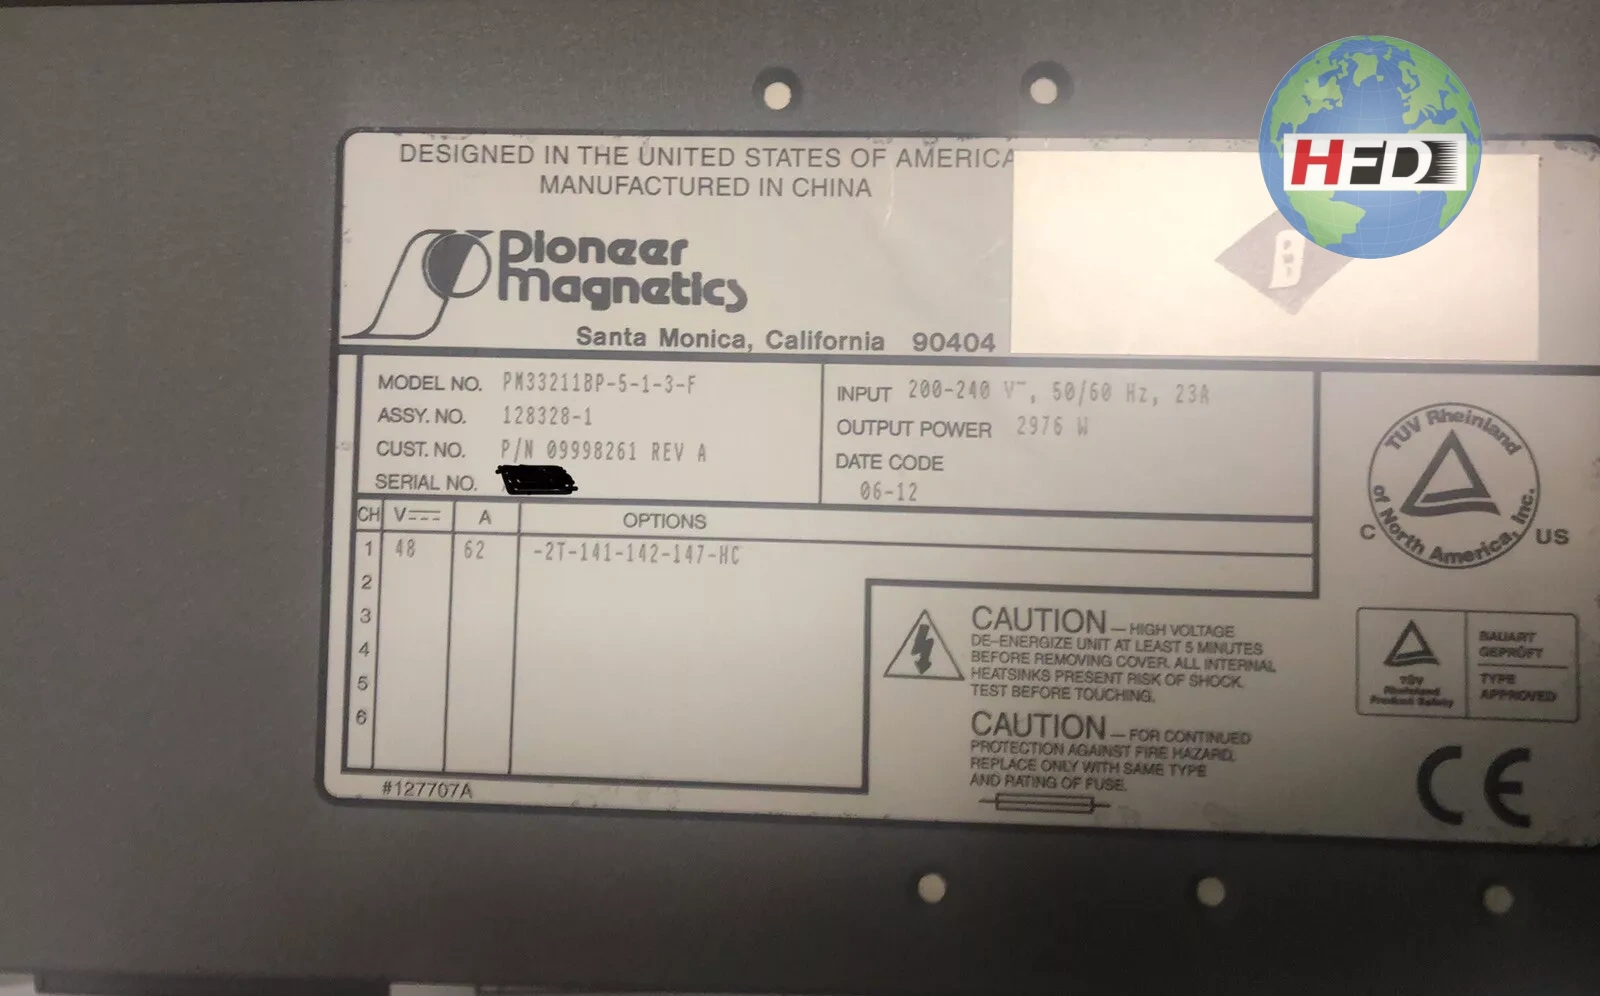 HFD
DESIGNED IN THE UNITED STATES OF AMERICA
MANUFACTURED IN CHINA
B
Pioneer
Magnetics
Santa Monica, California 90404
MODEL NO. PM33211BP-5-1-3-F
ASSY. NO. 128328-1
CUST. NO. P/N 09998261 REV A
SERIAL NO.
INPUT 200-240 V~, 50/60 Hz, 23A
OUTPUT POWER 2976 W
DATE CODE
06-12
CH V A OPTIONS
1 48 62 -2T-141-142-147-HC
2
3
4
5
6
#127707A
CAUTION — HIGH VOLTAGE
DE-ENERGIZE UNIT AT LEAST 5 MINUTES
BEFORE REMOVING COVER. ALL INTERNAL
HEATSINKS PRESENT RISK OF SHOCK.
TEST BEFORE TOUCHING.
CAUTION — FOR CONTINUED
PROTECTION AGAINST FIRE HAZARD,
REPLACE ONLY WITH SAME TYPE
AND RATING OF FUSE.
TUV Rheinland
of North America, Inc.
C US
TÜV
Rheinland
Product Safety
BAUART
GEPRÜFT
TYPE
APPROVED
CE